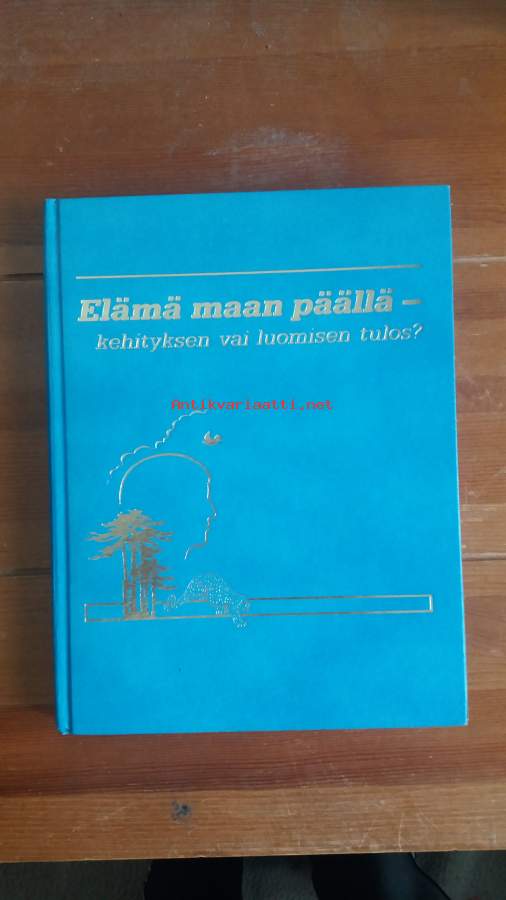 Elämä maan päällä –
kehityksen vai luomisen tulos?
Antikvariaatti.net